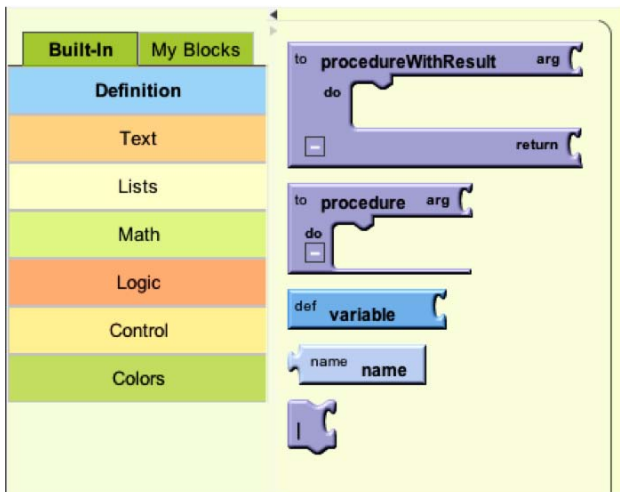 Built-In My Blocks
Definition
Text
Lists
Math
Logic
Control
Colors
to procedureWithResult arg
do
return
to procedure arg
do
def variable
name name